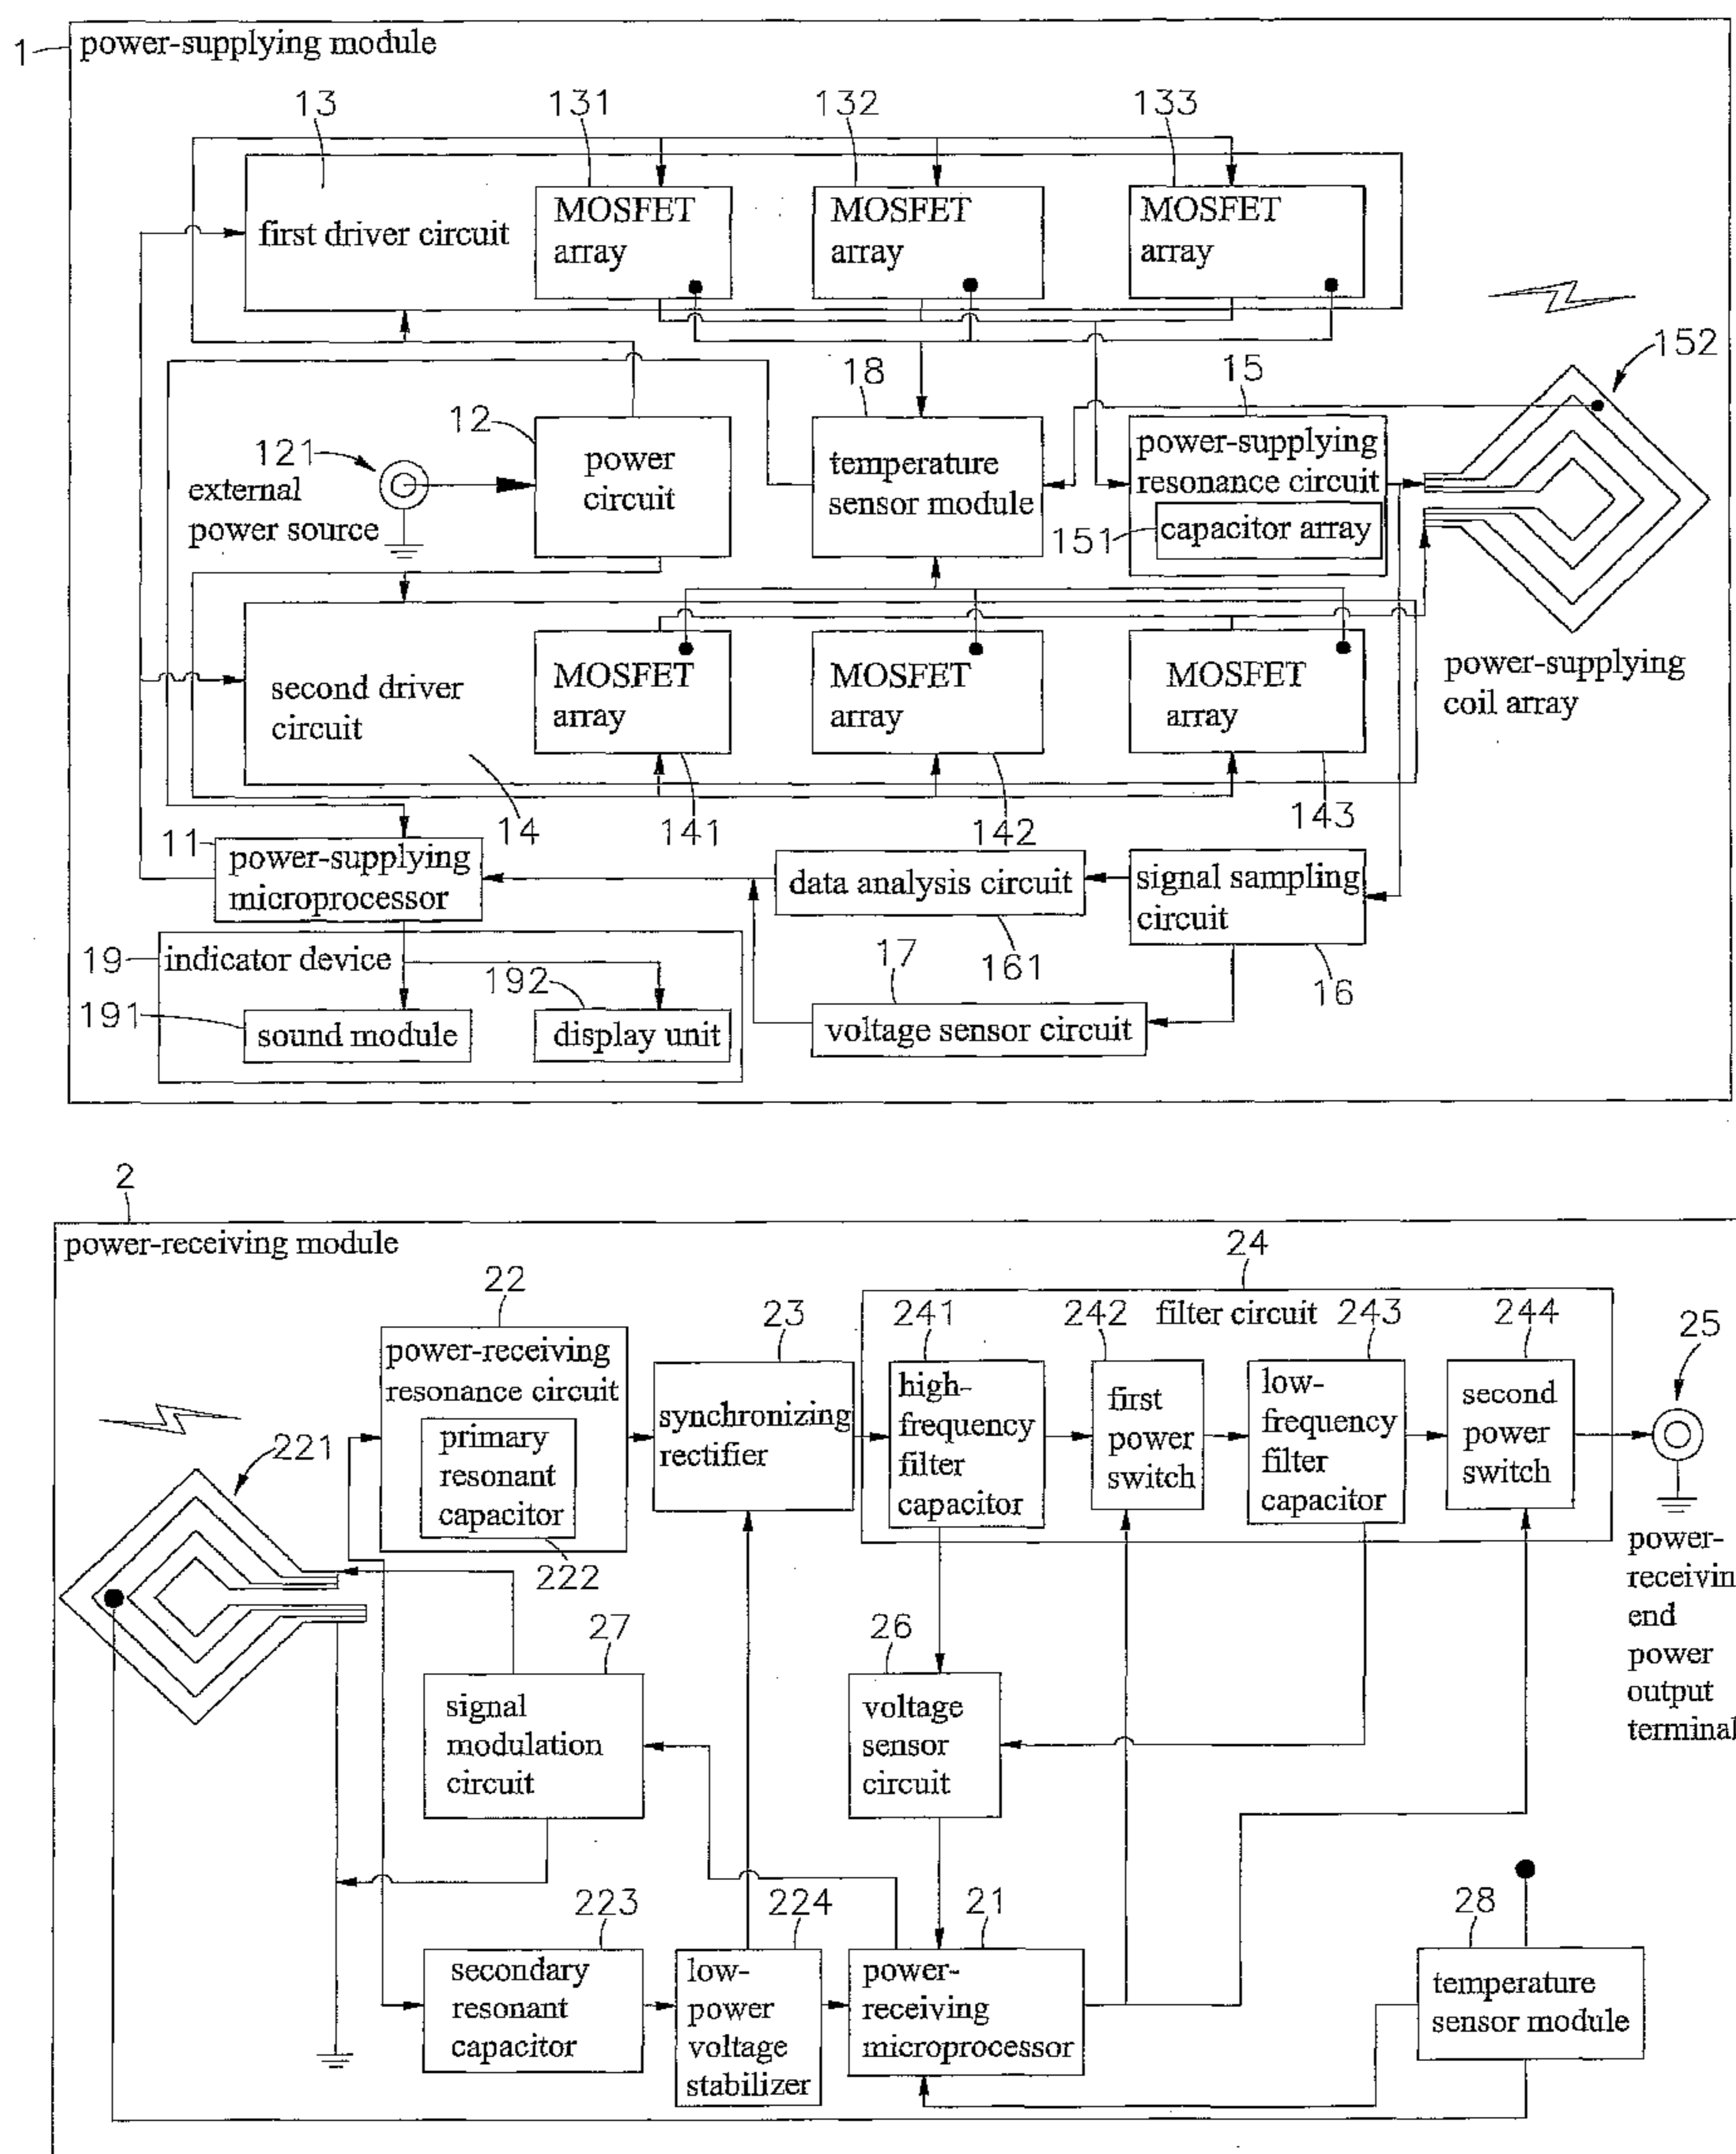 1
power-supplying module
13
131
132
133
first driver circuit
MOSFET
array
MOSFET
array
MOSFET
array
152
18
15
12
121
external
power source
power
circuit
temperature
sensor module
power-supplying
resonance circuit
151
capacitor array
second driver
circuit
MOSFET
array
MOSFET
array
MOSFET
array
power-supplying
coil array
14
141
142
143
11
power-supplying
microprocessor
data analysis circuit
signal sampling
circuit
19
indicator device
192
17
161
16
191
sound module
display unit
voltage sensor circuit
2
power-receiving module
24
22
23
241
242
filter circuit
243
244
25
power-receiving
resonance circuit
primary
resonant
capacitor
222
synchronizing
rectifier
high-
frequency
filter
capacitor
first
power
switch
low-
frequency
filter
capacitor
second
power
switch
221
power-
receivin
end
power
output
terminal
27
26
signal
modulation
circuit
voltage
sensor
circuit
223
224
21
28
secondary
resonant
capacitor
low-
power
voltage
stabilizer
power-
receiving
microprocessor
temperature
sensor module